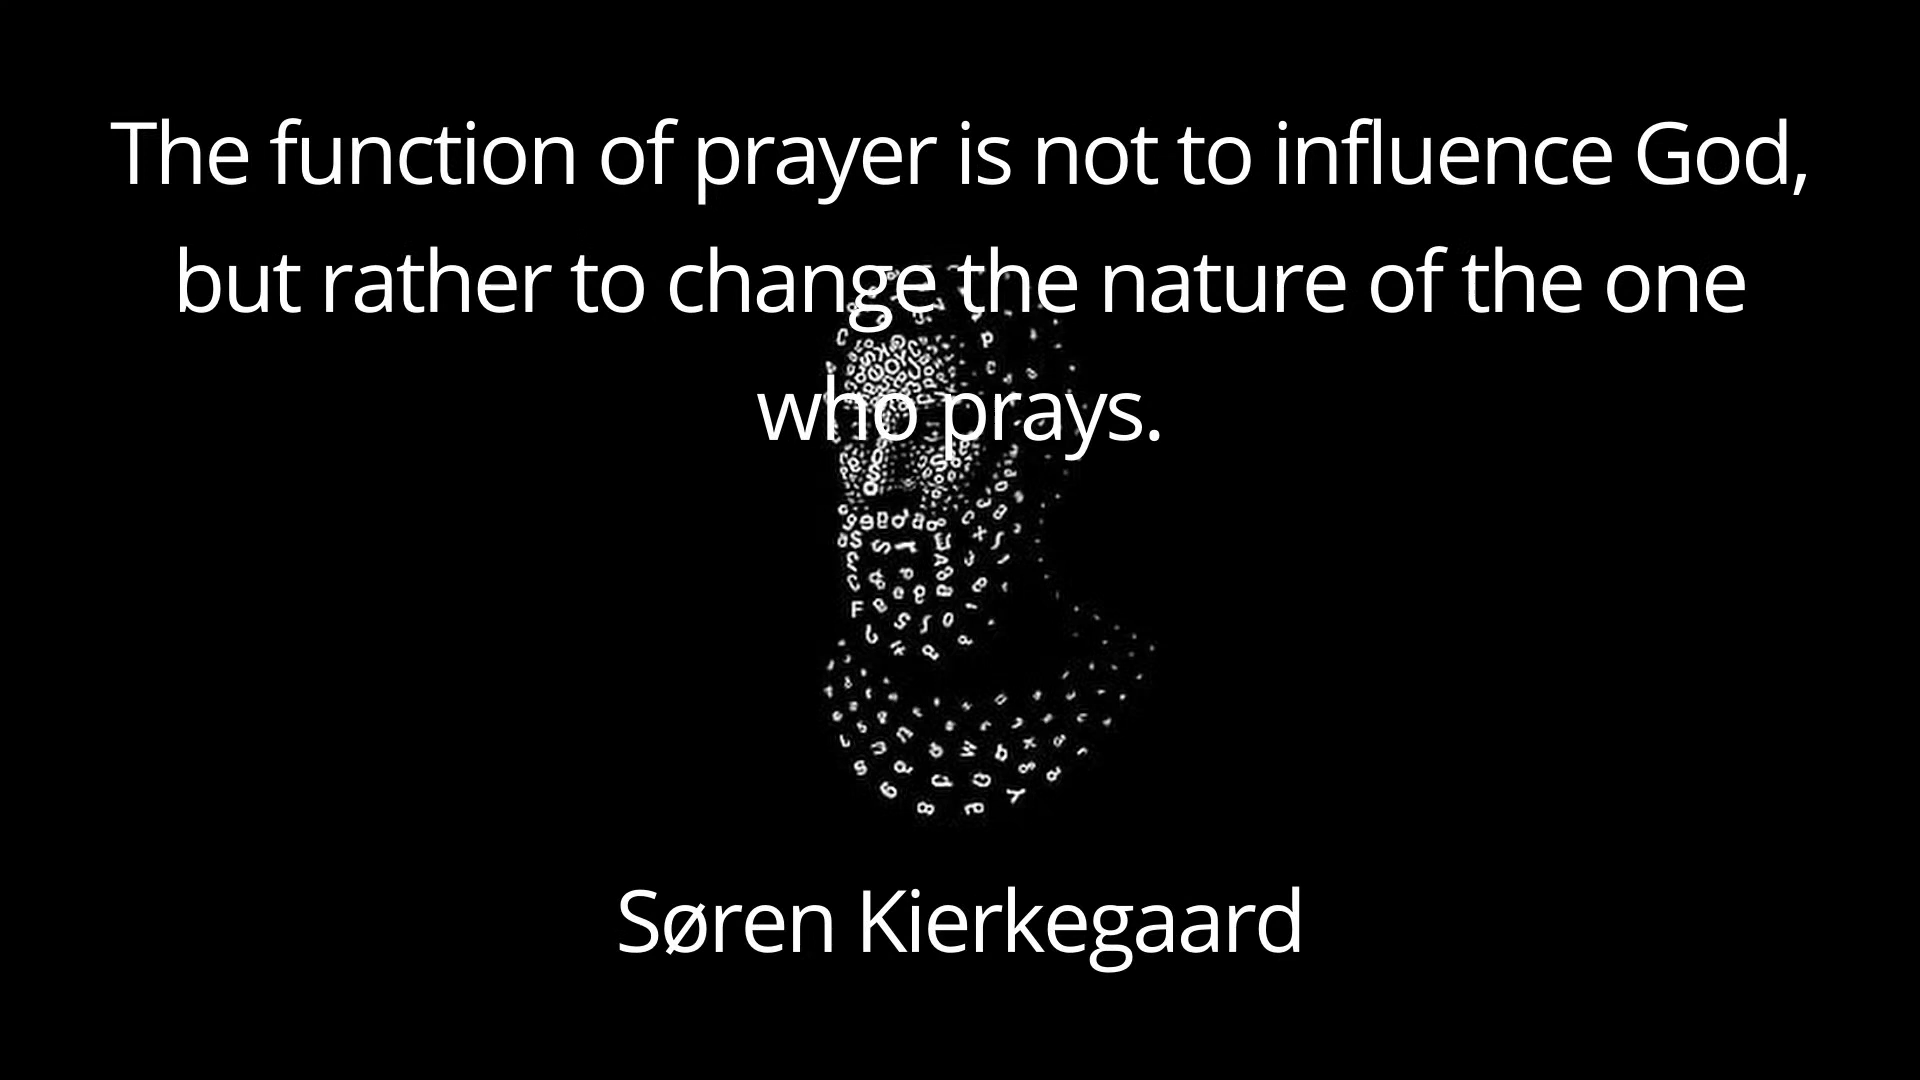 The function of prayer is not to influence God,
but rather to change the nature of the one
who prays.
Søren Kierkegaard